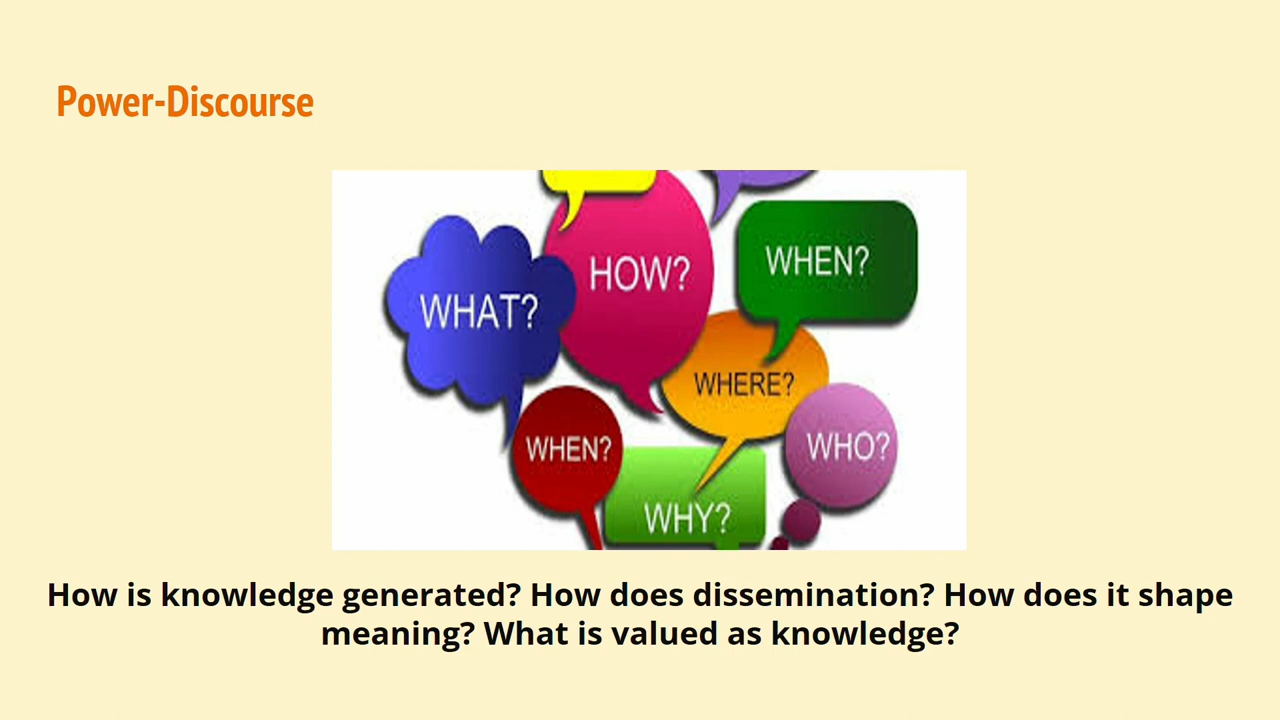 Power-Discourse
HOW?
WHEN?
WHAT?
WHERE?
WHEN?
WHO?
WHY?
How is knowledge generated? How does dissemination? How does it shape
meaning? What is valued as knowledge?